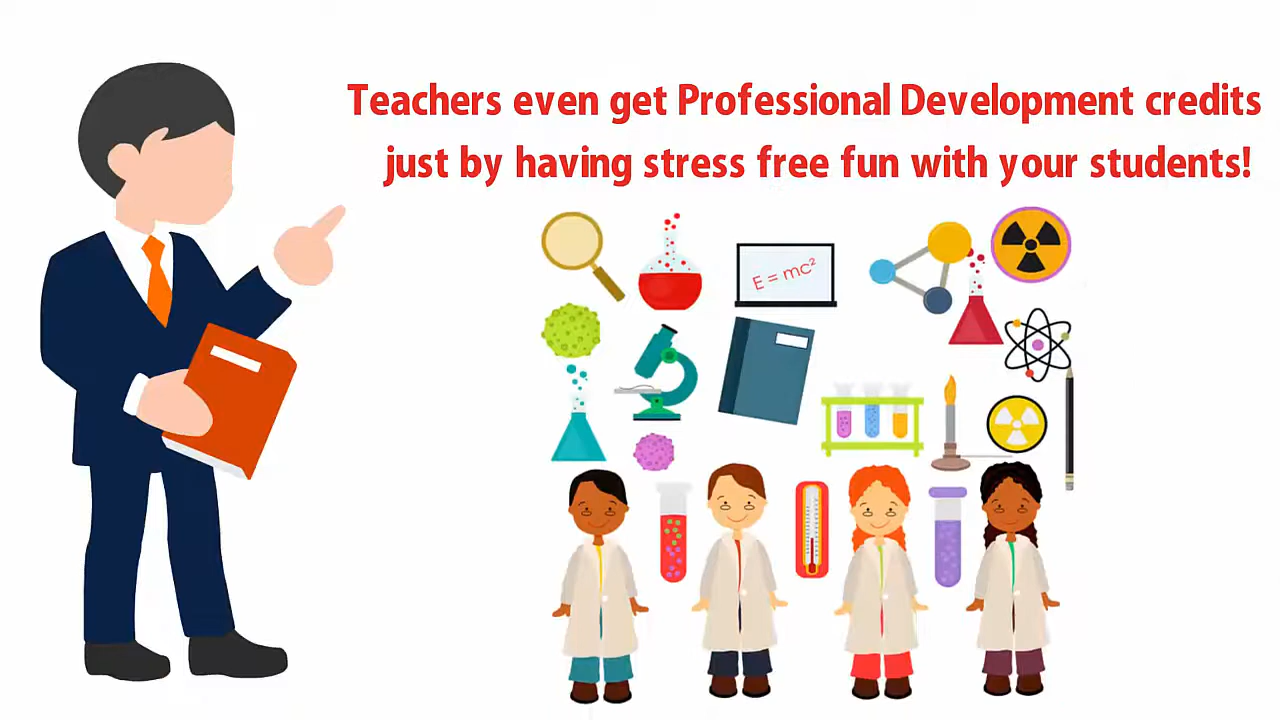 Teachers even get Professional Development credits
just by having stress free fun with your students!
E = mc²